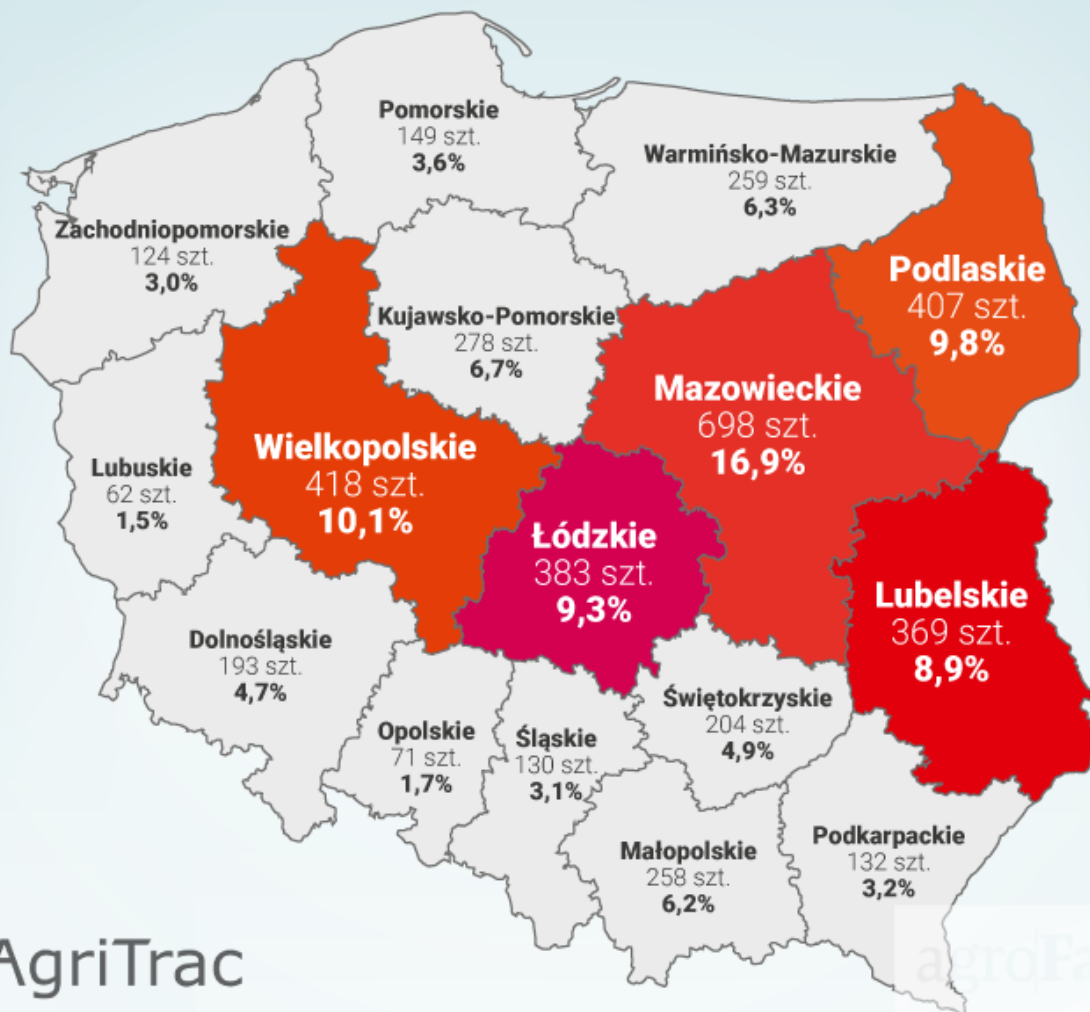 Pomorskie
149 szt.
3,6%
Warmińsko-Mazurskie
259 szt.
6,3%
Zachodniopomorskie
124 szt.
3,0%
Podlaskie
407 szt.
9,8%
Kujawsko-Pomorskie
278 szt.
6,7%
Mazowieckie
698 szt.
16,9%
Wielkopolskie
418 szt.
10,1%
Lubuskie
62 szt.
1,5%
Łódzkie
383 szt.
9,3%
Lubelskie
369 szt.
8,9%
Dolnośląskie
193 szt.
4,7%
Świętokrzyskie
204 szt.
4,9%
Opolskie
71 szt.
1,7%
Śląskie
130 szt.
3,1%
Podkarpackie
132 szt.
3,2%
Małopolskie
258 szt.
6,2%
AgriTrac
agroFa